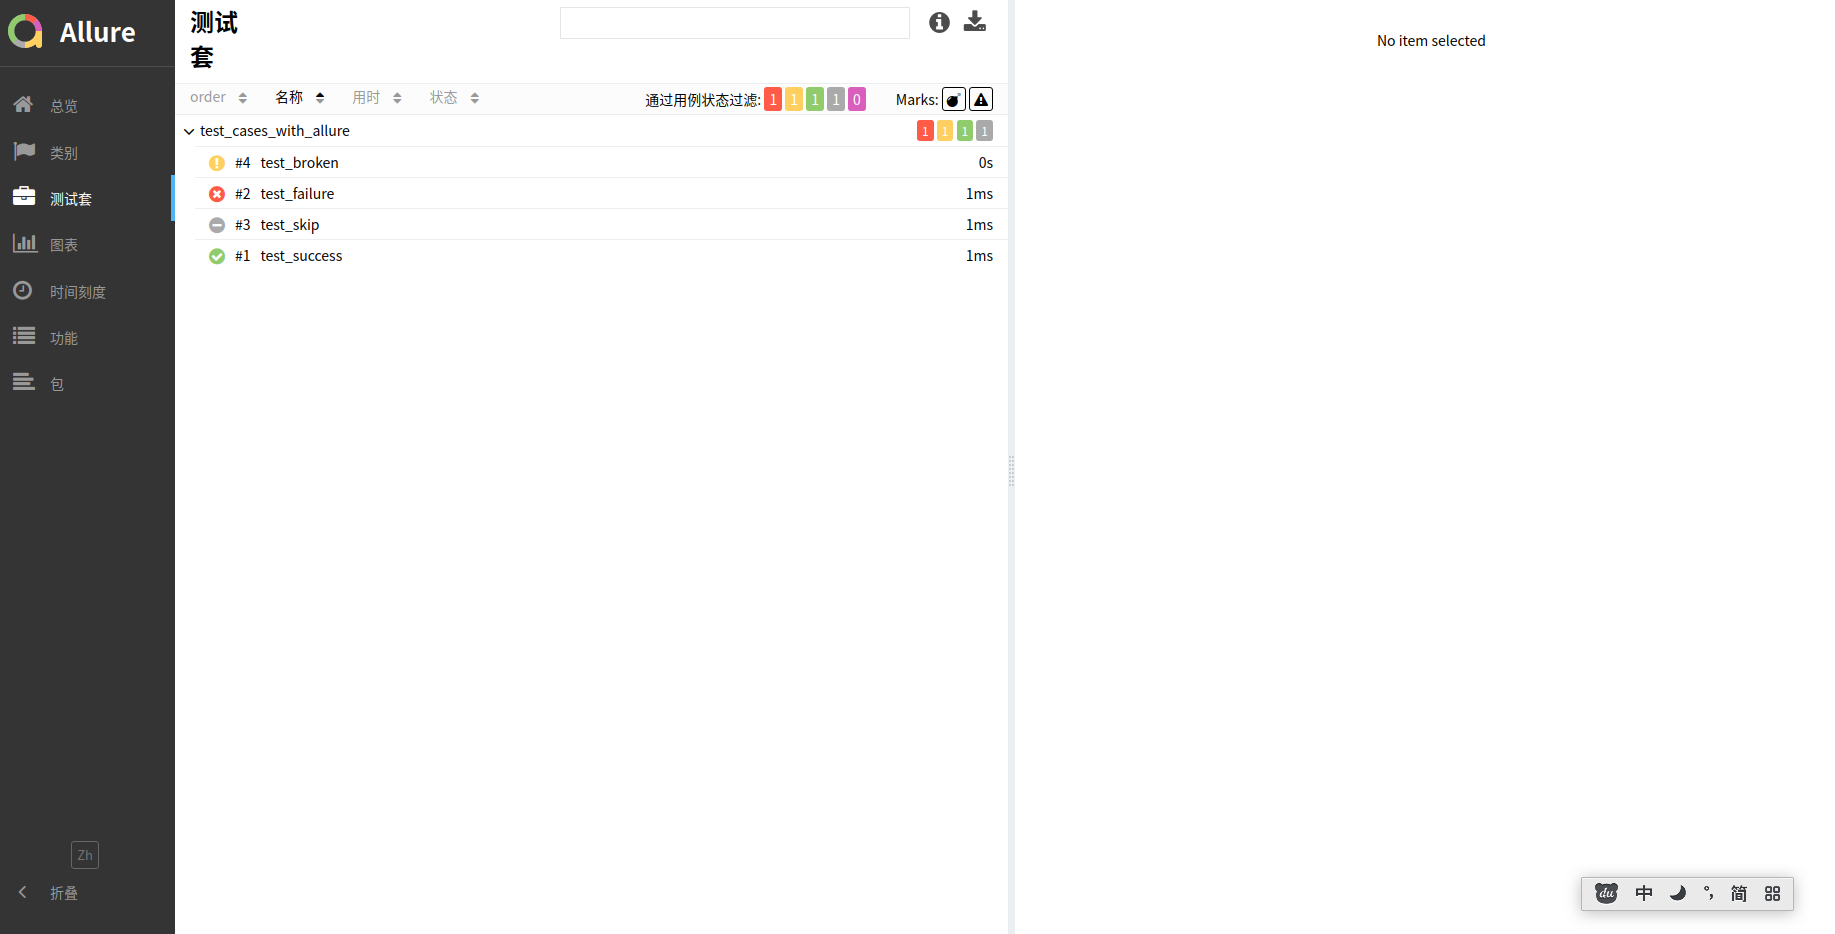 Allure
总览
类别
测试套
图表
时间刻度
功能
包
Zh
折叠
测试
套
order 名称 用时 状态 通过用例状态过滤: 1 1 1 1 0 Marks:
test_cases_with_allure 1 1 1 1
#4 test_broken 0s
#2 test_failure 1ms
#3 test_skip 1ms
#1 test_success 1ms
No item selected
du 中 °, 简